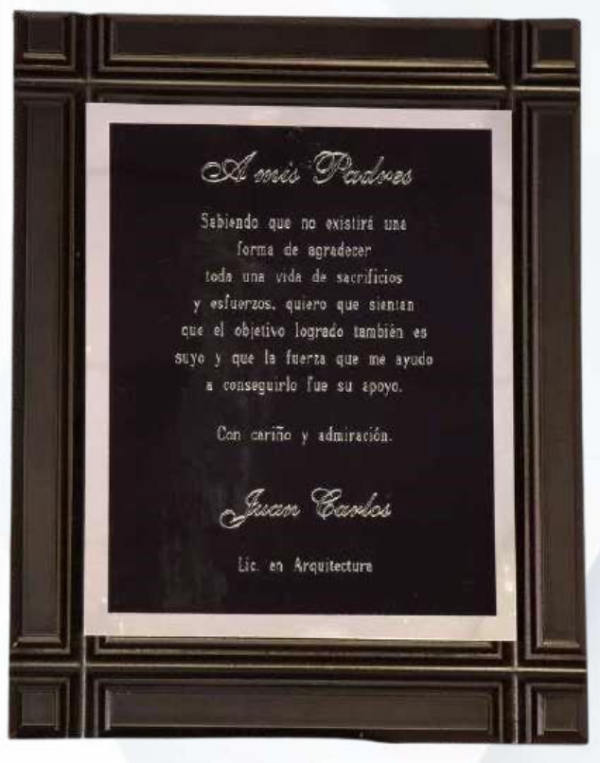 A mis Padres
Sabiendo que no existirá una
forma de agradecer
toda una vida de sacrificios
y esfuerzos, quiero que sientan
que el objetivo logrado también es
suyo y que la fuerza que me ayudo
a conseguirlo fue su apoyo.
Con cariño y admiración.
Juan Carlos
Lic. en Arquitectura